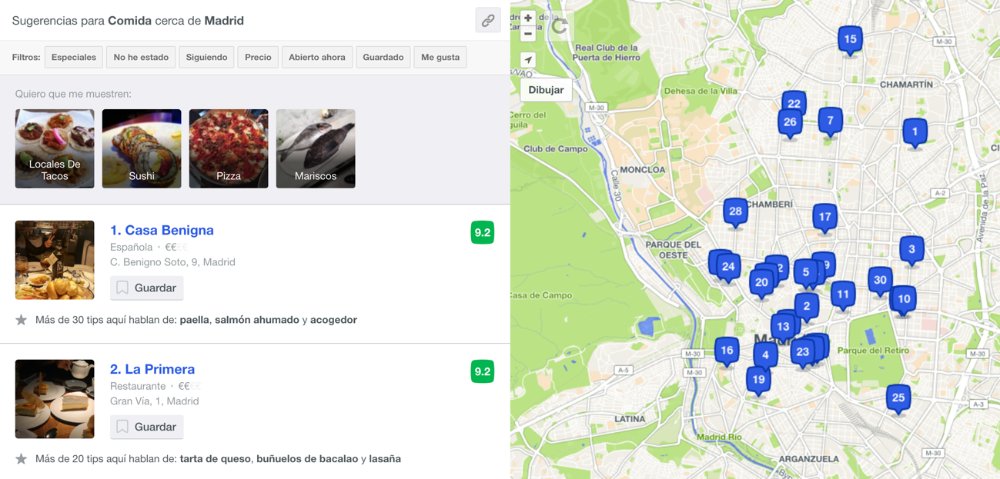 Sugerencias para Comida cerca de Madrid
Filtros:
Especiales
No he estado
Siguiendo
Precio
Abierto ahora
Guardado
Me gusta
Quiero que me muestren:
Locales De
Tacos
Sushi
Pizza
Mariscos
1. Casa Benigna
9.2
Española · €€€€
C. Benigno Soto, 9, Madrid
Guardar
Más de 30 tips aquí hablan de: paella, salmón ahumado y acogedor
2. La Primera
9.2
Restaurante · €€€€
Gran Vía, 1, Madrid
Guardar
Más de 20 tips aquí hablan de: tarta de queso, buñuelos de bacalao y lasaña
+
−
Dibujar
Real Club de la
Puerta de Hierro
15
M-30
CHAMARTÍN
Dehesa de la Villa
22
M-30
26
7
1
Cerro del
Club de Campo
MONCLOA
Calle 30
A-2
Avenida de la Paz
28
CHAMBERÍ
17
PARQUE DEL
OESTE
3
24
5
20
30
Casa de Campo
11
10
2
13
16
4
23
Parque del Retiro
M-30
M-30
A-5
M-30
19
25
A-3
LATINA
Madrid Río
M-30
ARGANZUELA